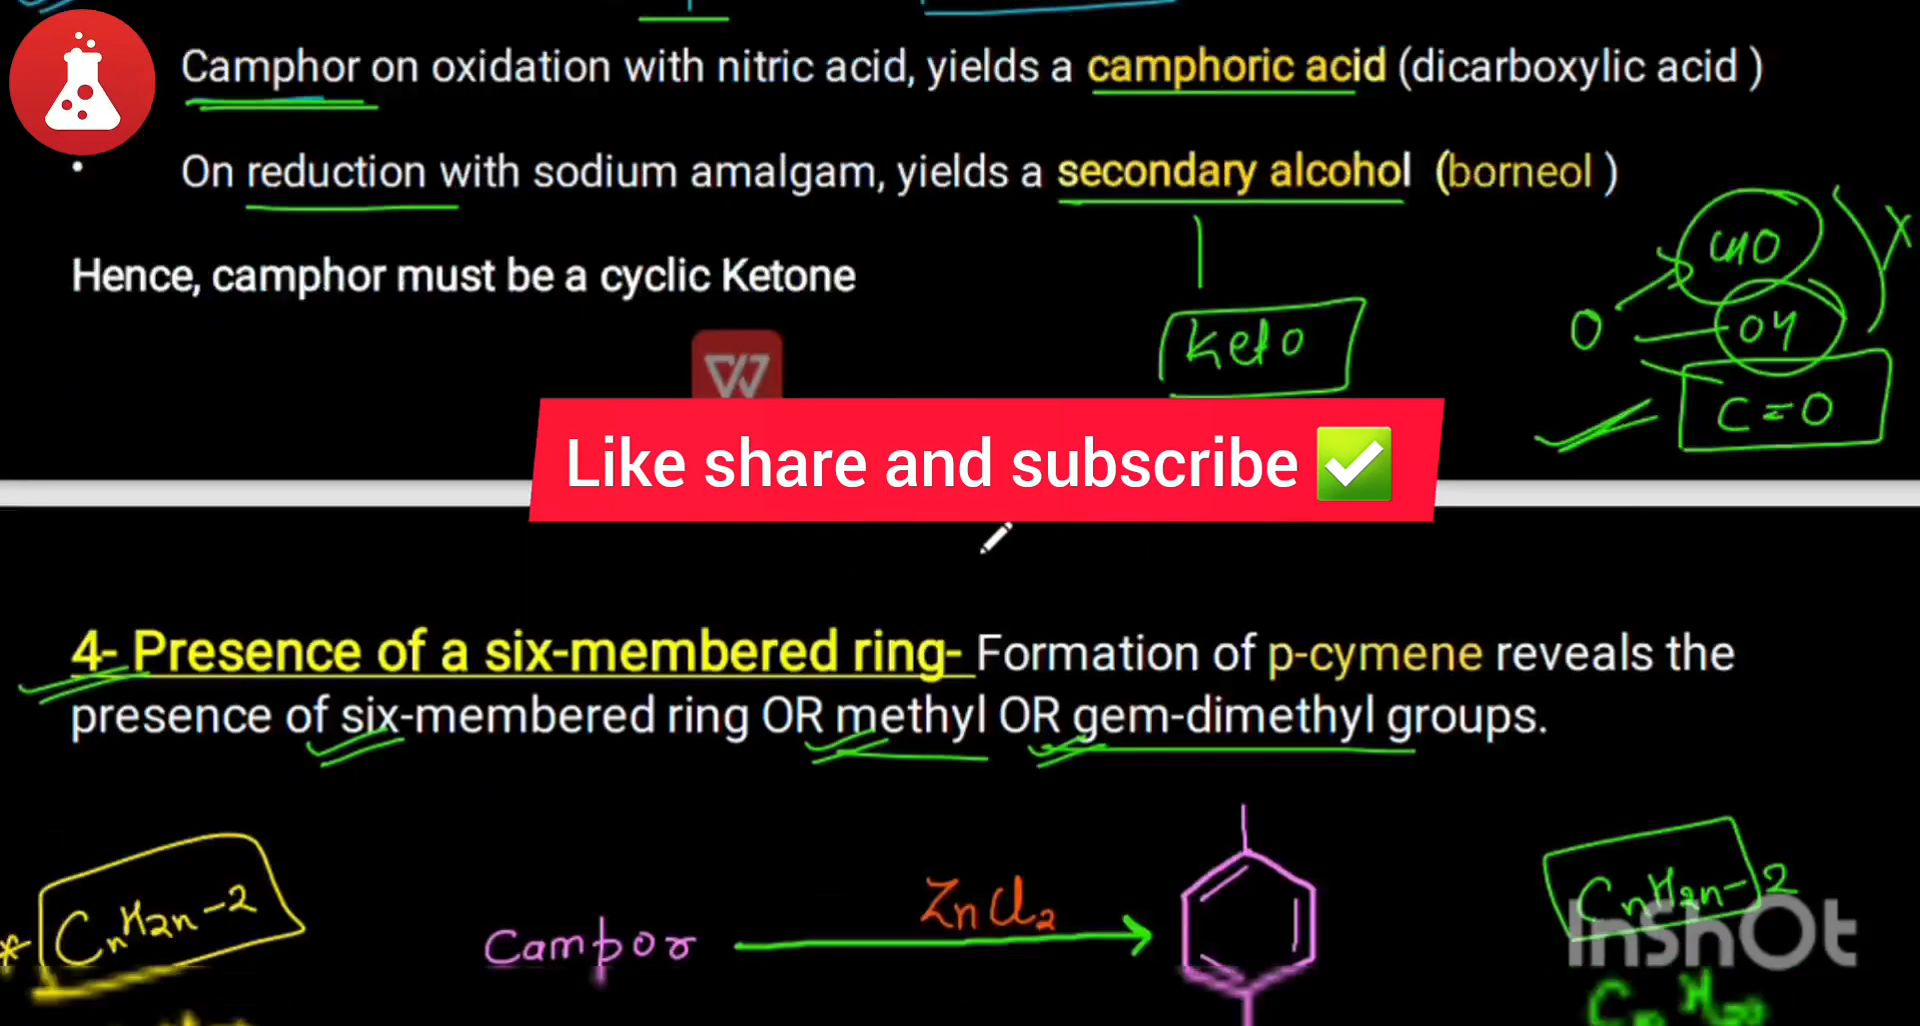 Camphor on oxidation with nitric acid, yields a camphoric acid (dicarboxylic acid )
• On reduction with sodium amalgam, yields a secondary alcohol (borneol )
Hence, camphor must be a cyclic Ketone
Keto
O
CHO
OH
C=O
W
Like share and subscribe ✅
4- Presence of a six-membered ring- Formation of p-cymene reveals the
presence of six-membered ring OR methyl OR gem-dimethyl groups.
* CnH2n-2
Campor
ZnCl2
CnH2n-2
InShOt